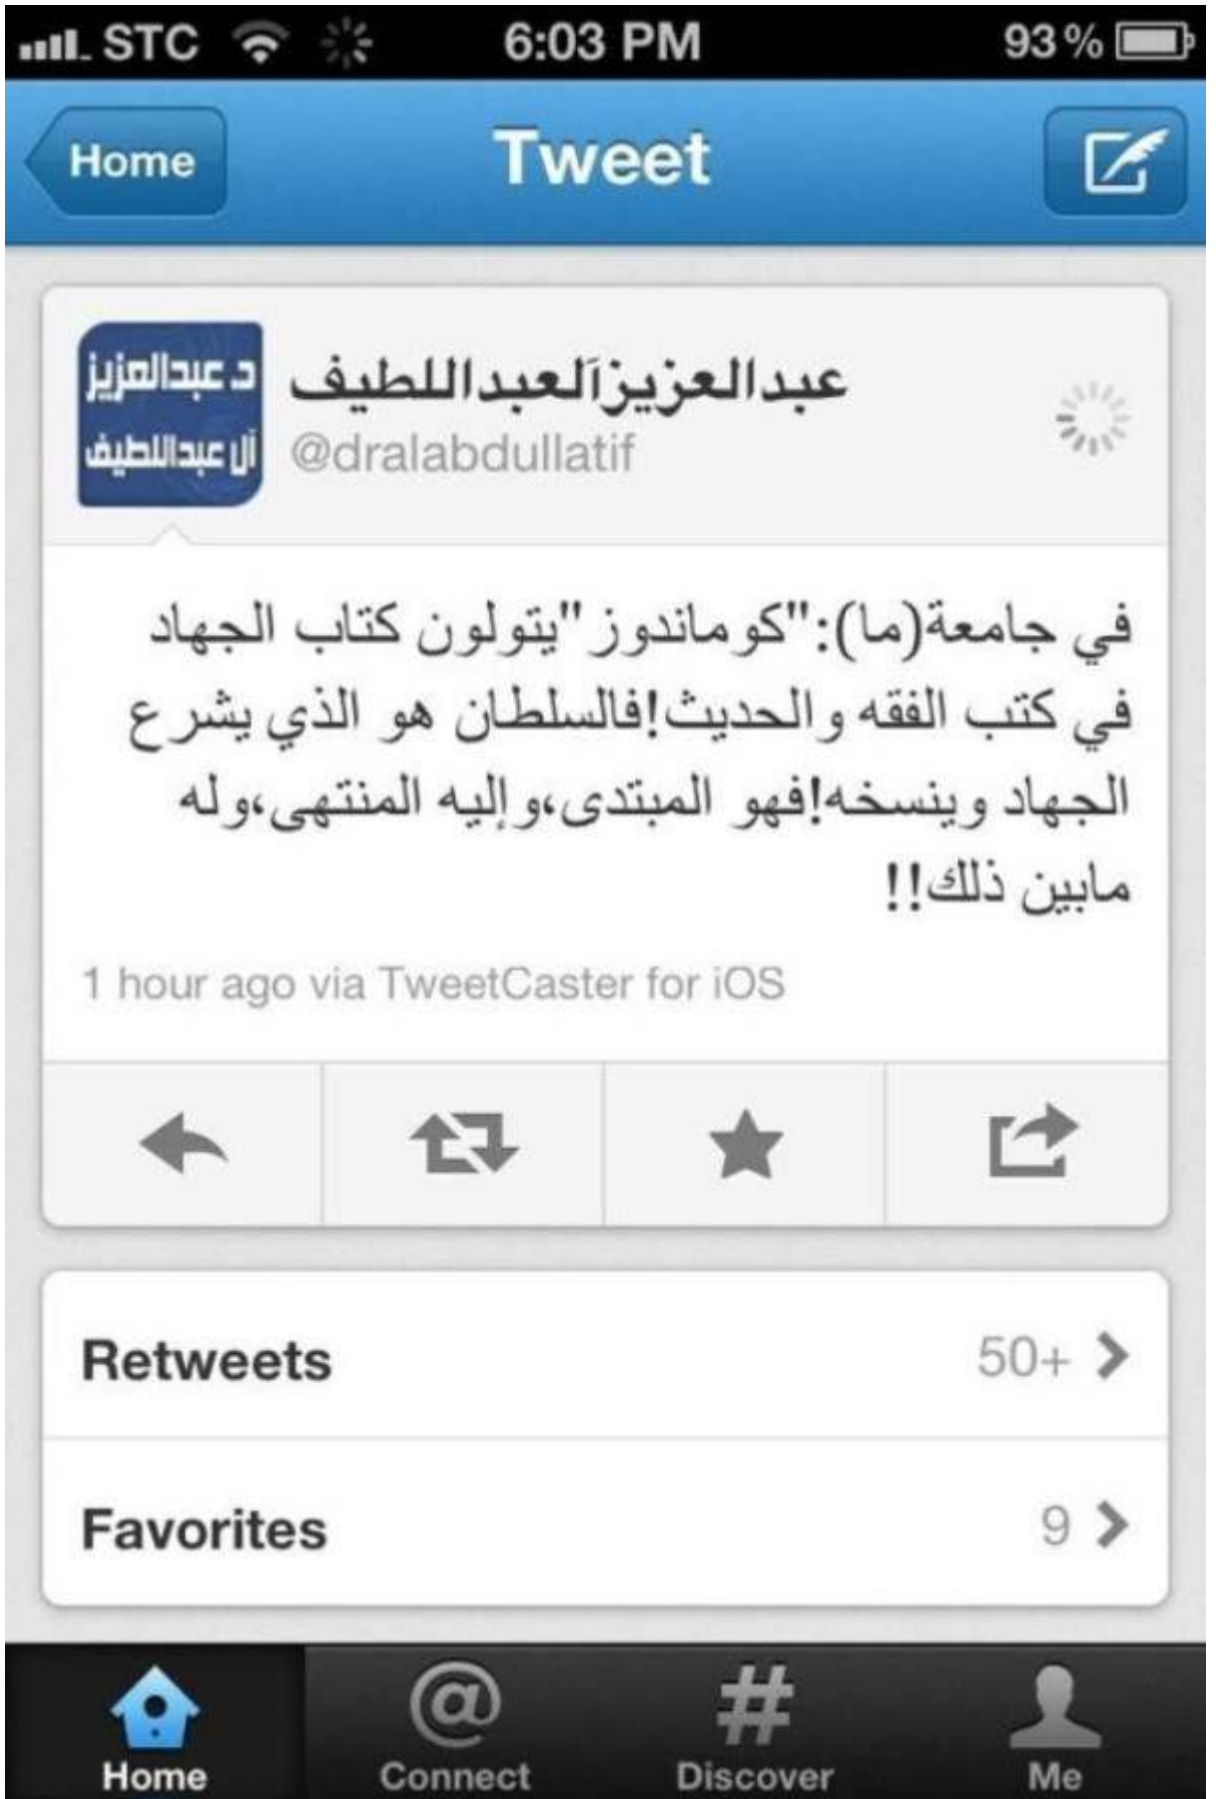 STC 6:03 PM 93%
Home Tweet
د. عبدالعزيز
آل عبداللطيف
عبدالعزيزآلعبداللطيف
@dralabdullatif
في جامعة(ما):"كوماندوز"يتولون كتاب الجهاد
في كتب الفقه والحديث!فالسلطان هو الذي يشرع
الجهاد وينسخه!فهو المبتدى،وإليه المنتهى،وله
مابين ذلك!!
1 hour ago via TweetCaster for iOS
Retweets 50+
Favorites 9
Home Connect Discover Me